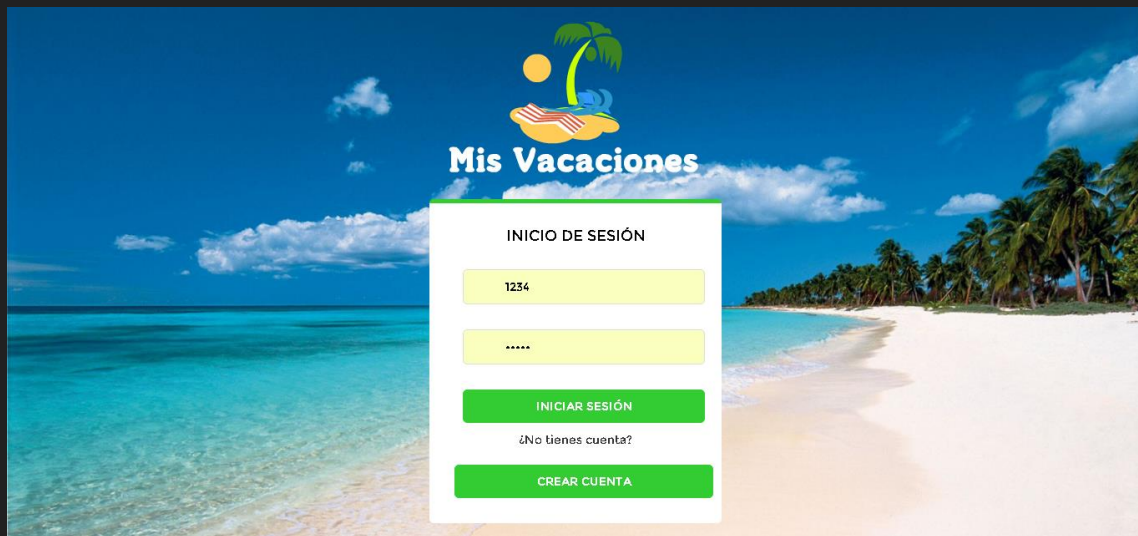 Mis Vacaciones
INICIO DE SESIÓN
1234
•••••
INICIAR SESIÓN
¿No tienes cuenta?
CREAR CUENTA